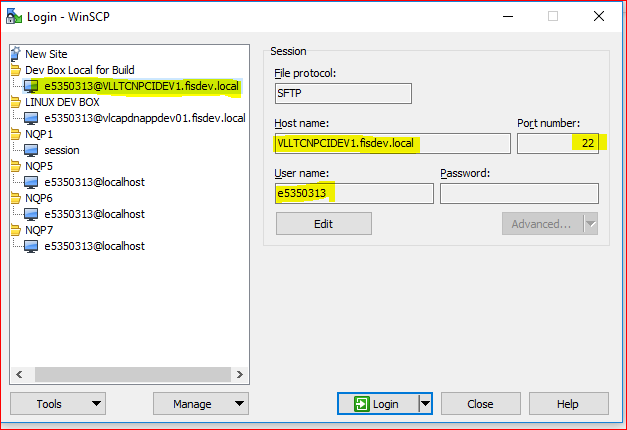 Login - WinSCP
New Site
Dev Box Local for Build
e5350313@VLLTCNPCIDEV1.fisdev.local
LINUX DEV BOX
e5350313@vlcapdnappdev01.fisdev.local
NQP1
session
NQP5
e5350313@localhost
NQP6
e5350313@localhost
NQP7
e5350313@localhost
Session
File protocol:
SFTP
Host name:
Port number:
VLLTCNPCIDEV1.fisdev.local
22
User name:
Password:
e5350313
Edit
Advanced...
Tools
Manage
Login
Close
Help